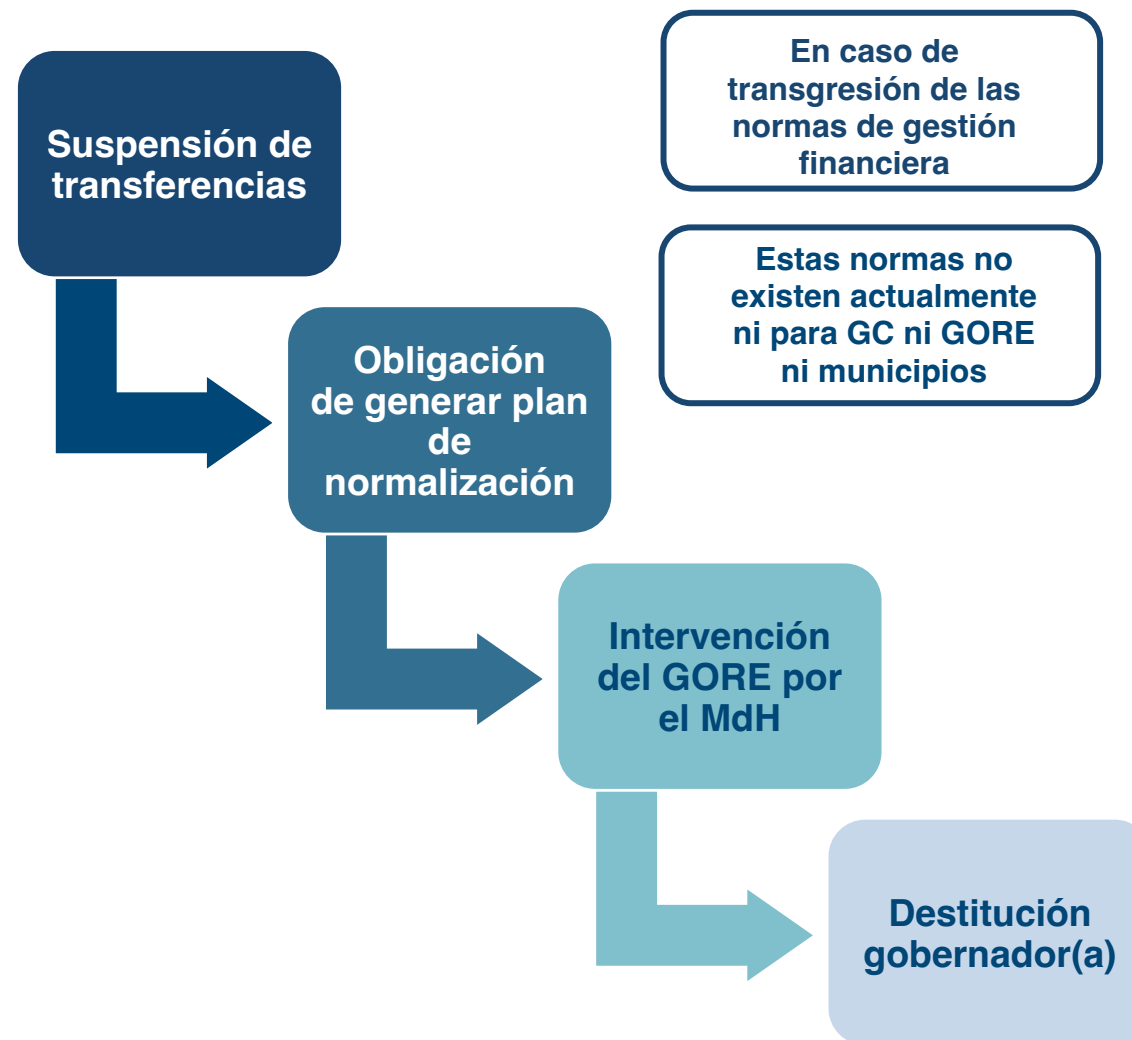 En caso de
transgresión de las
normas de gestión
financiera
Suspensión de
transferencias
Estas normas no
existen actualmente
ni para GC ni GORE
ni municipios
Obligación
de generar plan
de
normalización
Intervención
del GORE por
el MdH
Destitución
gobernador(a)